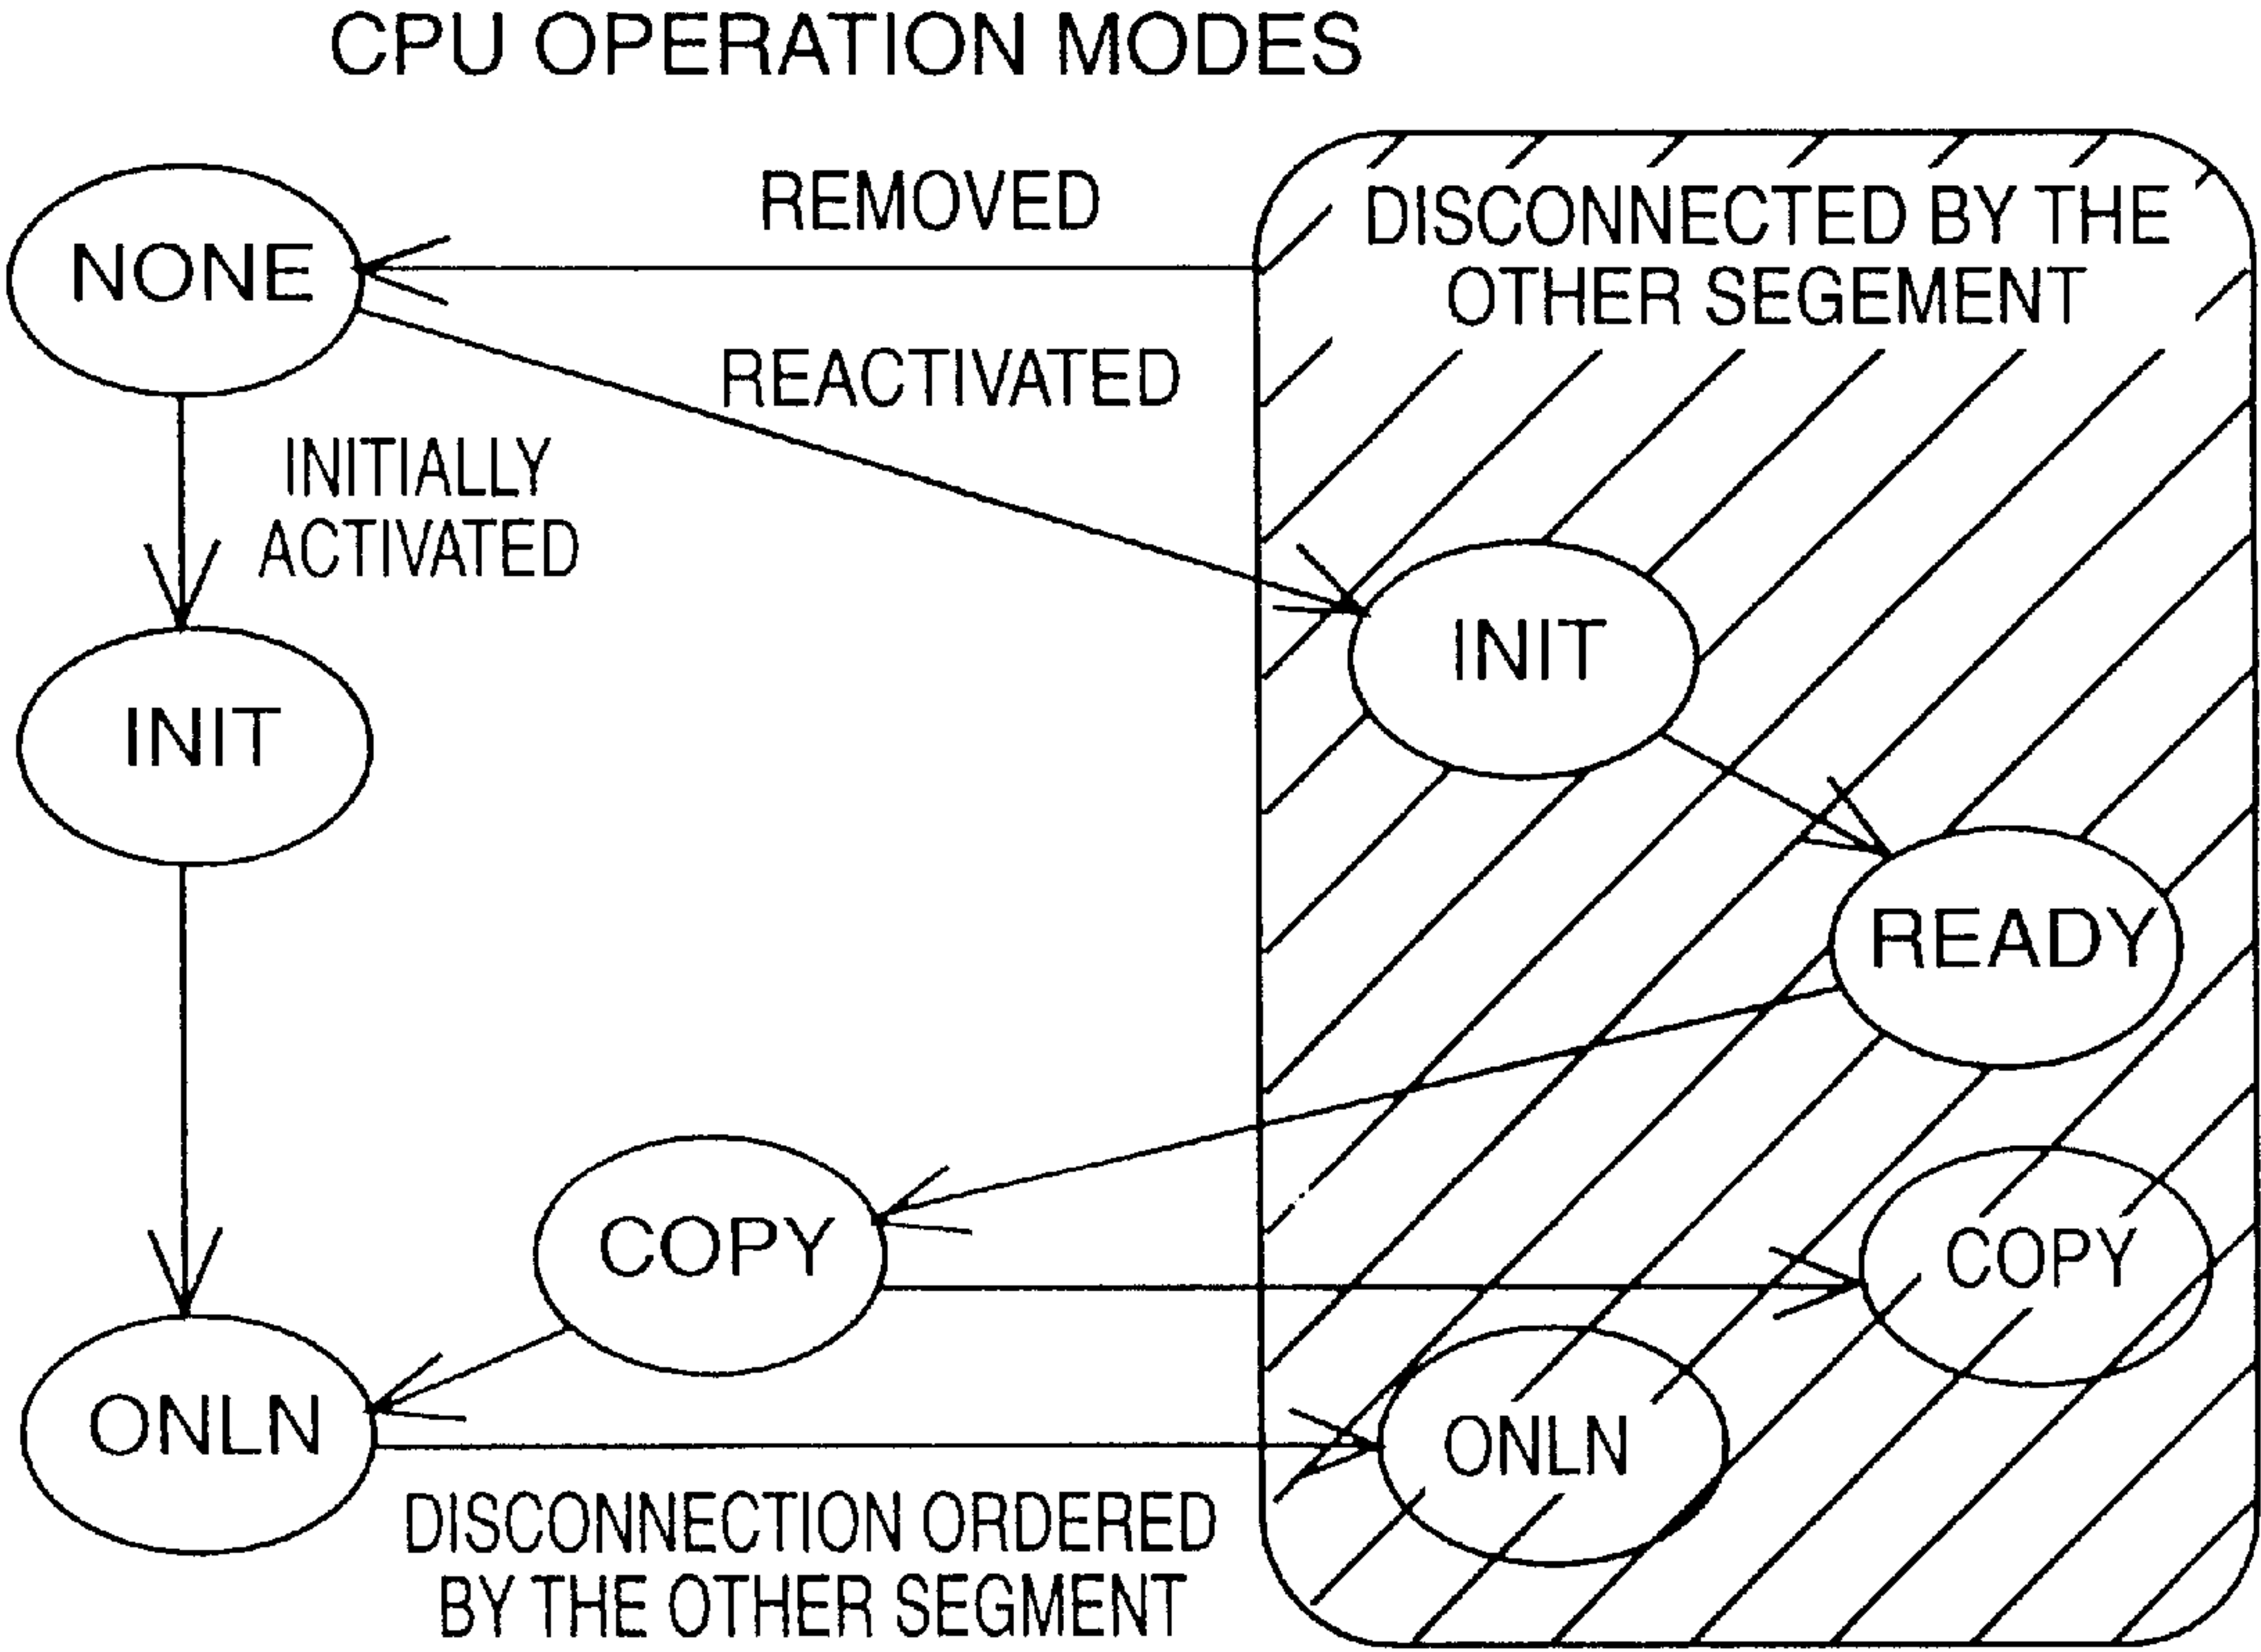 CPU OPERATION MODES
NONE
REMOVED
DISCONNECTED BY THE
OTHER SEGEMENT
REACTIVATED
INITIALLY
ACTIVATED
INIT
INIT
READY
COPY
COPY
ONLN
ONLN
DISCONNECTION ORDERED
BY THE OTHER SEGMENT